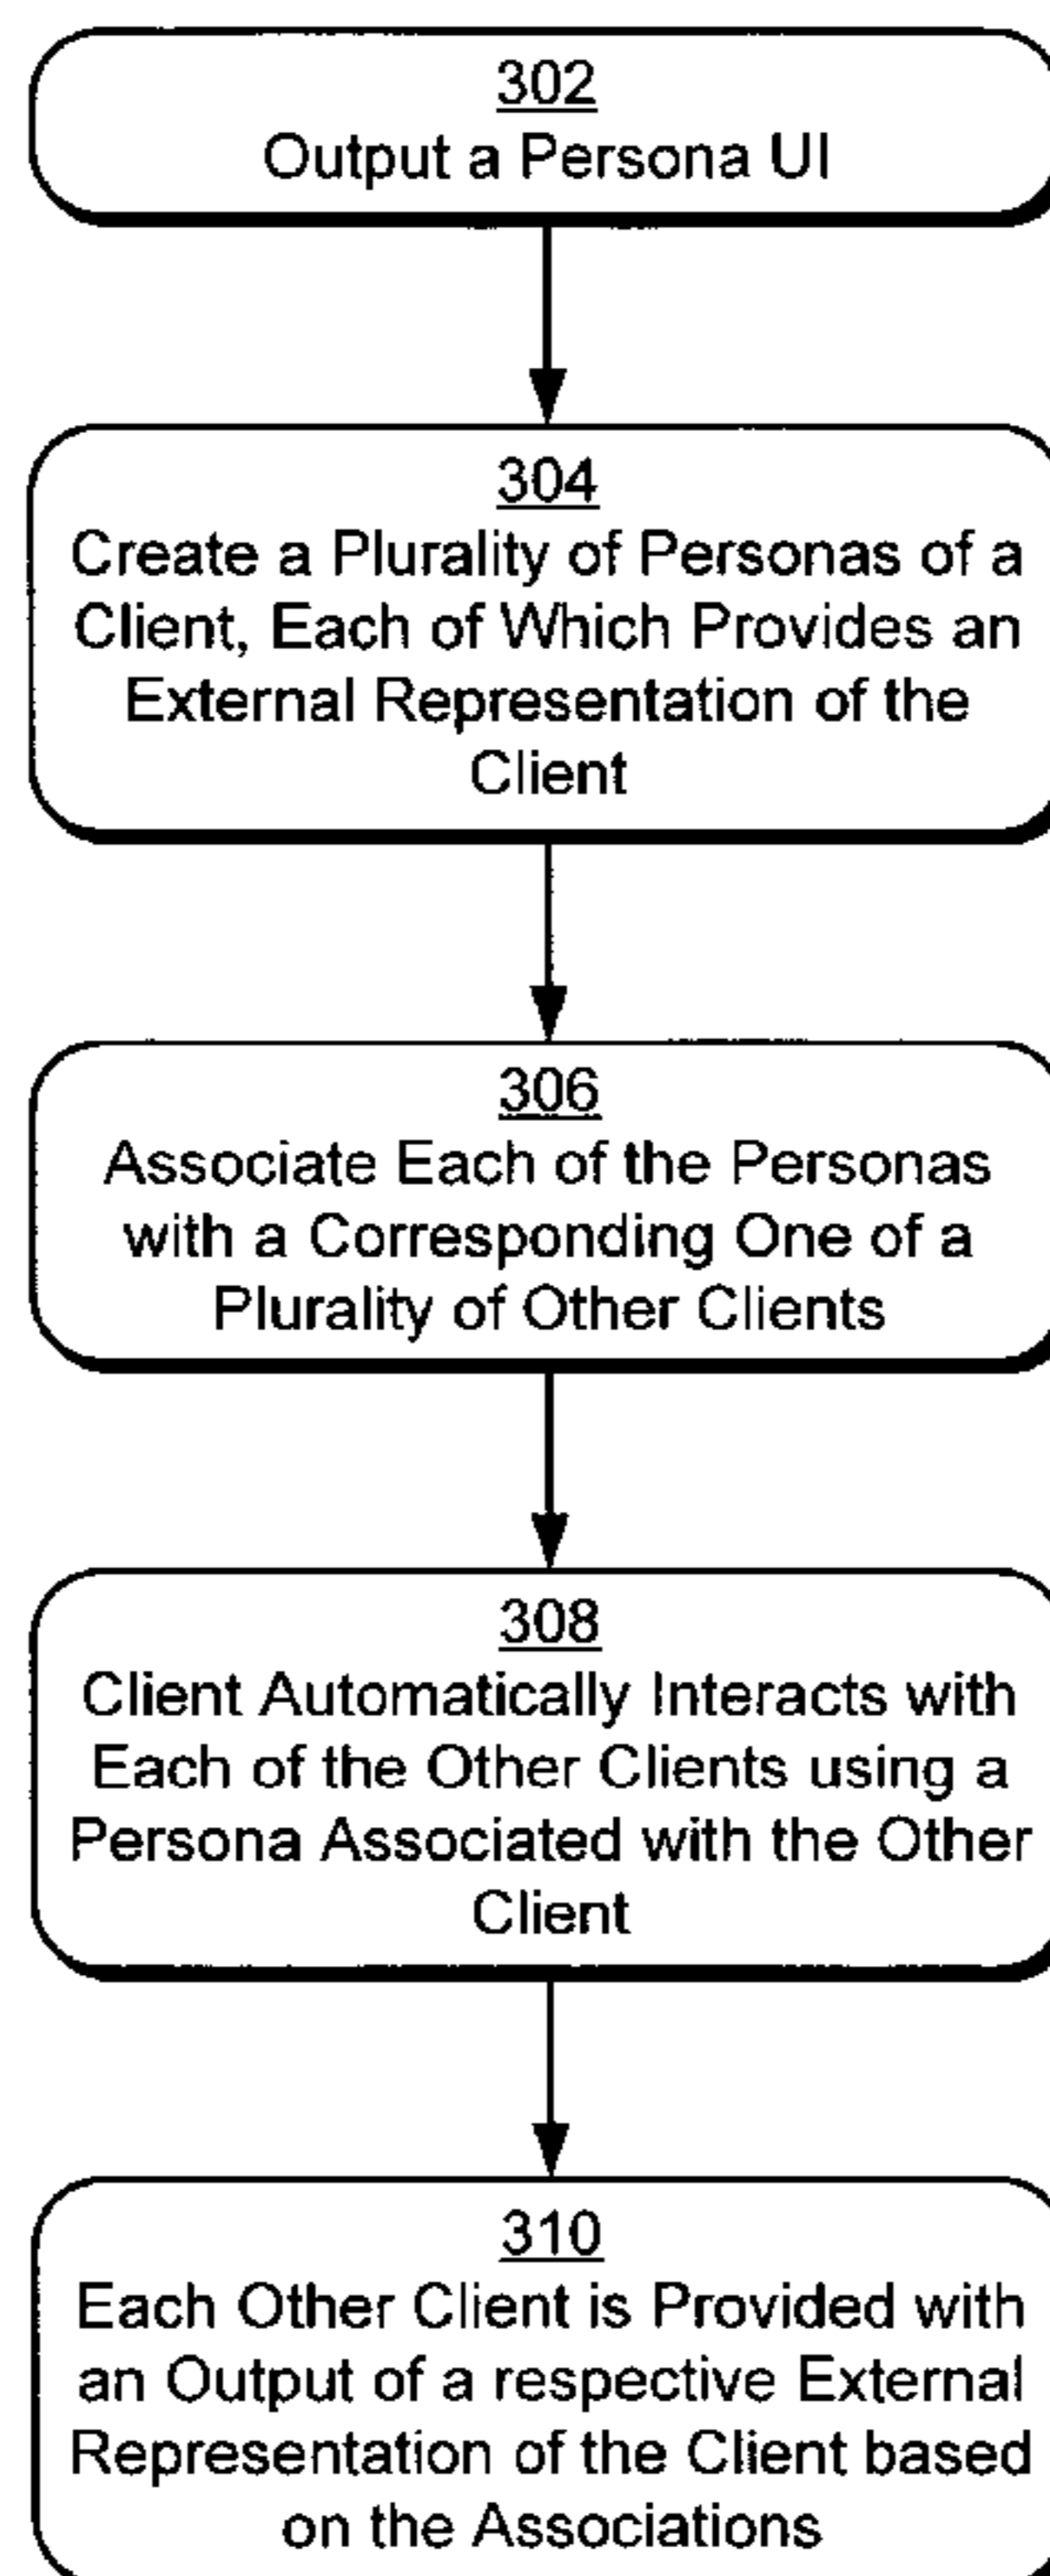 302
Output a Persona UI
304
Create a Plurality of Personas of a
Client, Each of Which Provides an
External Representation of the
Client
306
Associate Each of the Personas
with a Corresponding One of a
Plurality of Other Clients
308
Client Automatically Interacts with
Each of the Other Clients using a
Persona Associated with the Other
Client
310
Each Other Client is Provided with
an Output of a respective External
Representation of the Client based
on the Associations